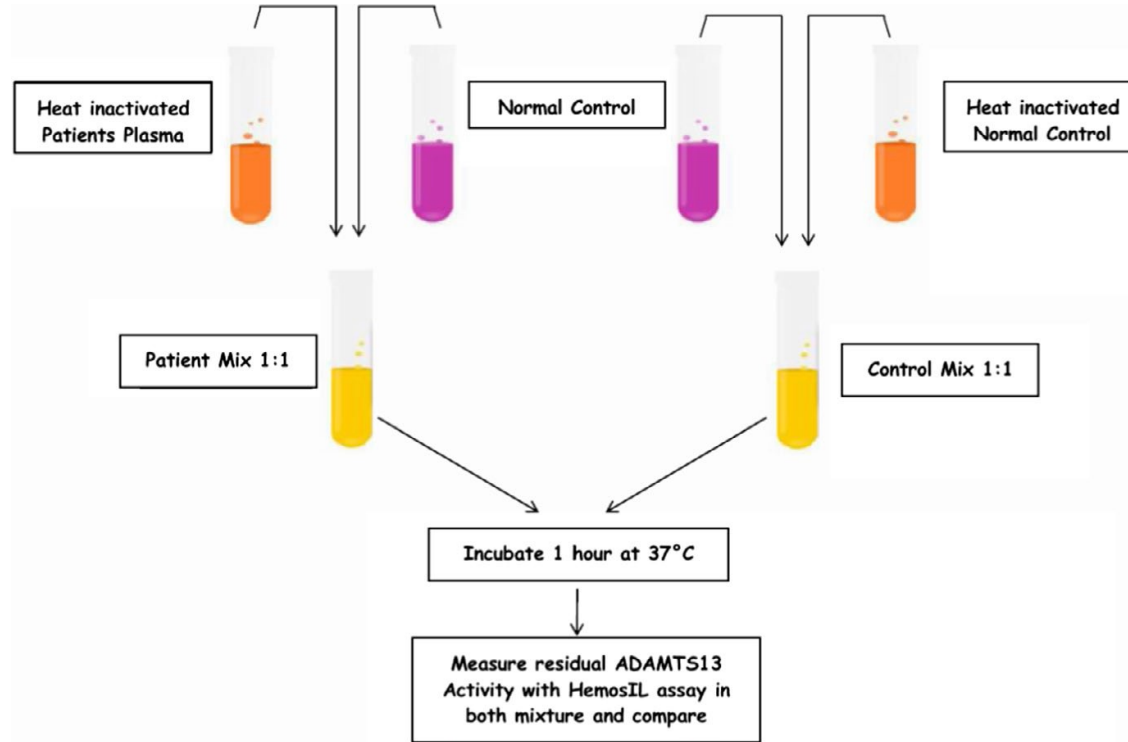 Heat inactivated
Patients Plasma
Normal Control
Heat inactivated
Normal Control
Patient Mix 1:1
Control Mix 1:1
Incubate 1 hour at 37°C
Measure residual ADAMTS13
Activity with HemosIL assay in
both mixture and compare